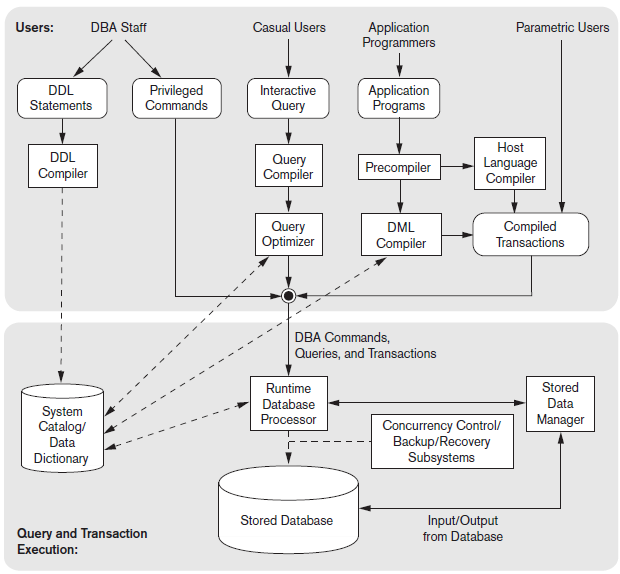 Users:
DBA Staff
Casual Users
Application
Programmers
Parametric Users
DDL
Statements
Privileged
Commands
Interactive
Query
Application
Programs
DDL
Compiler
Query
Compiler
Precompiler
Host
Language
Compiler
Query
Optimizer
DML
Compiler
Compiled
Transactions
DBA Commands,
Queries, and Transactions
System
Catalog/
Data
Dictionary
Runtime
Database
Processor
Stored
Data
Manager
Concurrency Control/
Backup/Recovery
Subsystems
Stored Database
Input/Output
from Database
Query and Transaction
Execution: